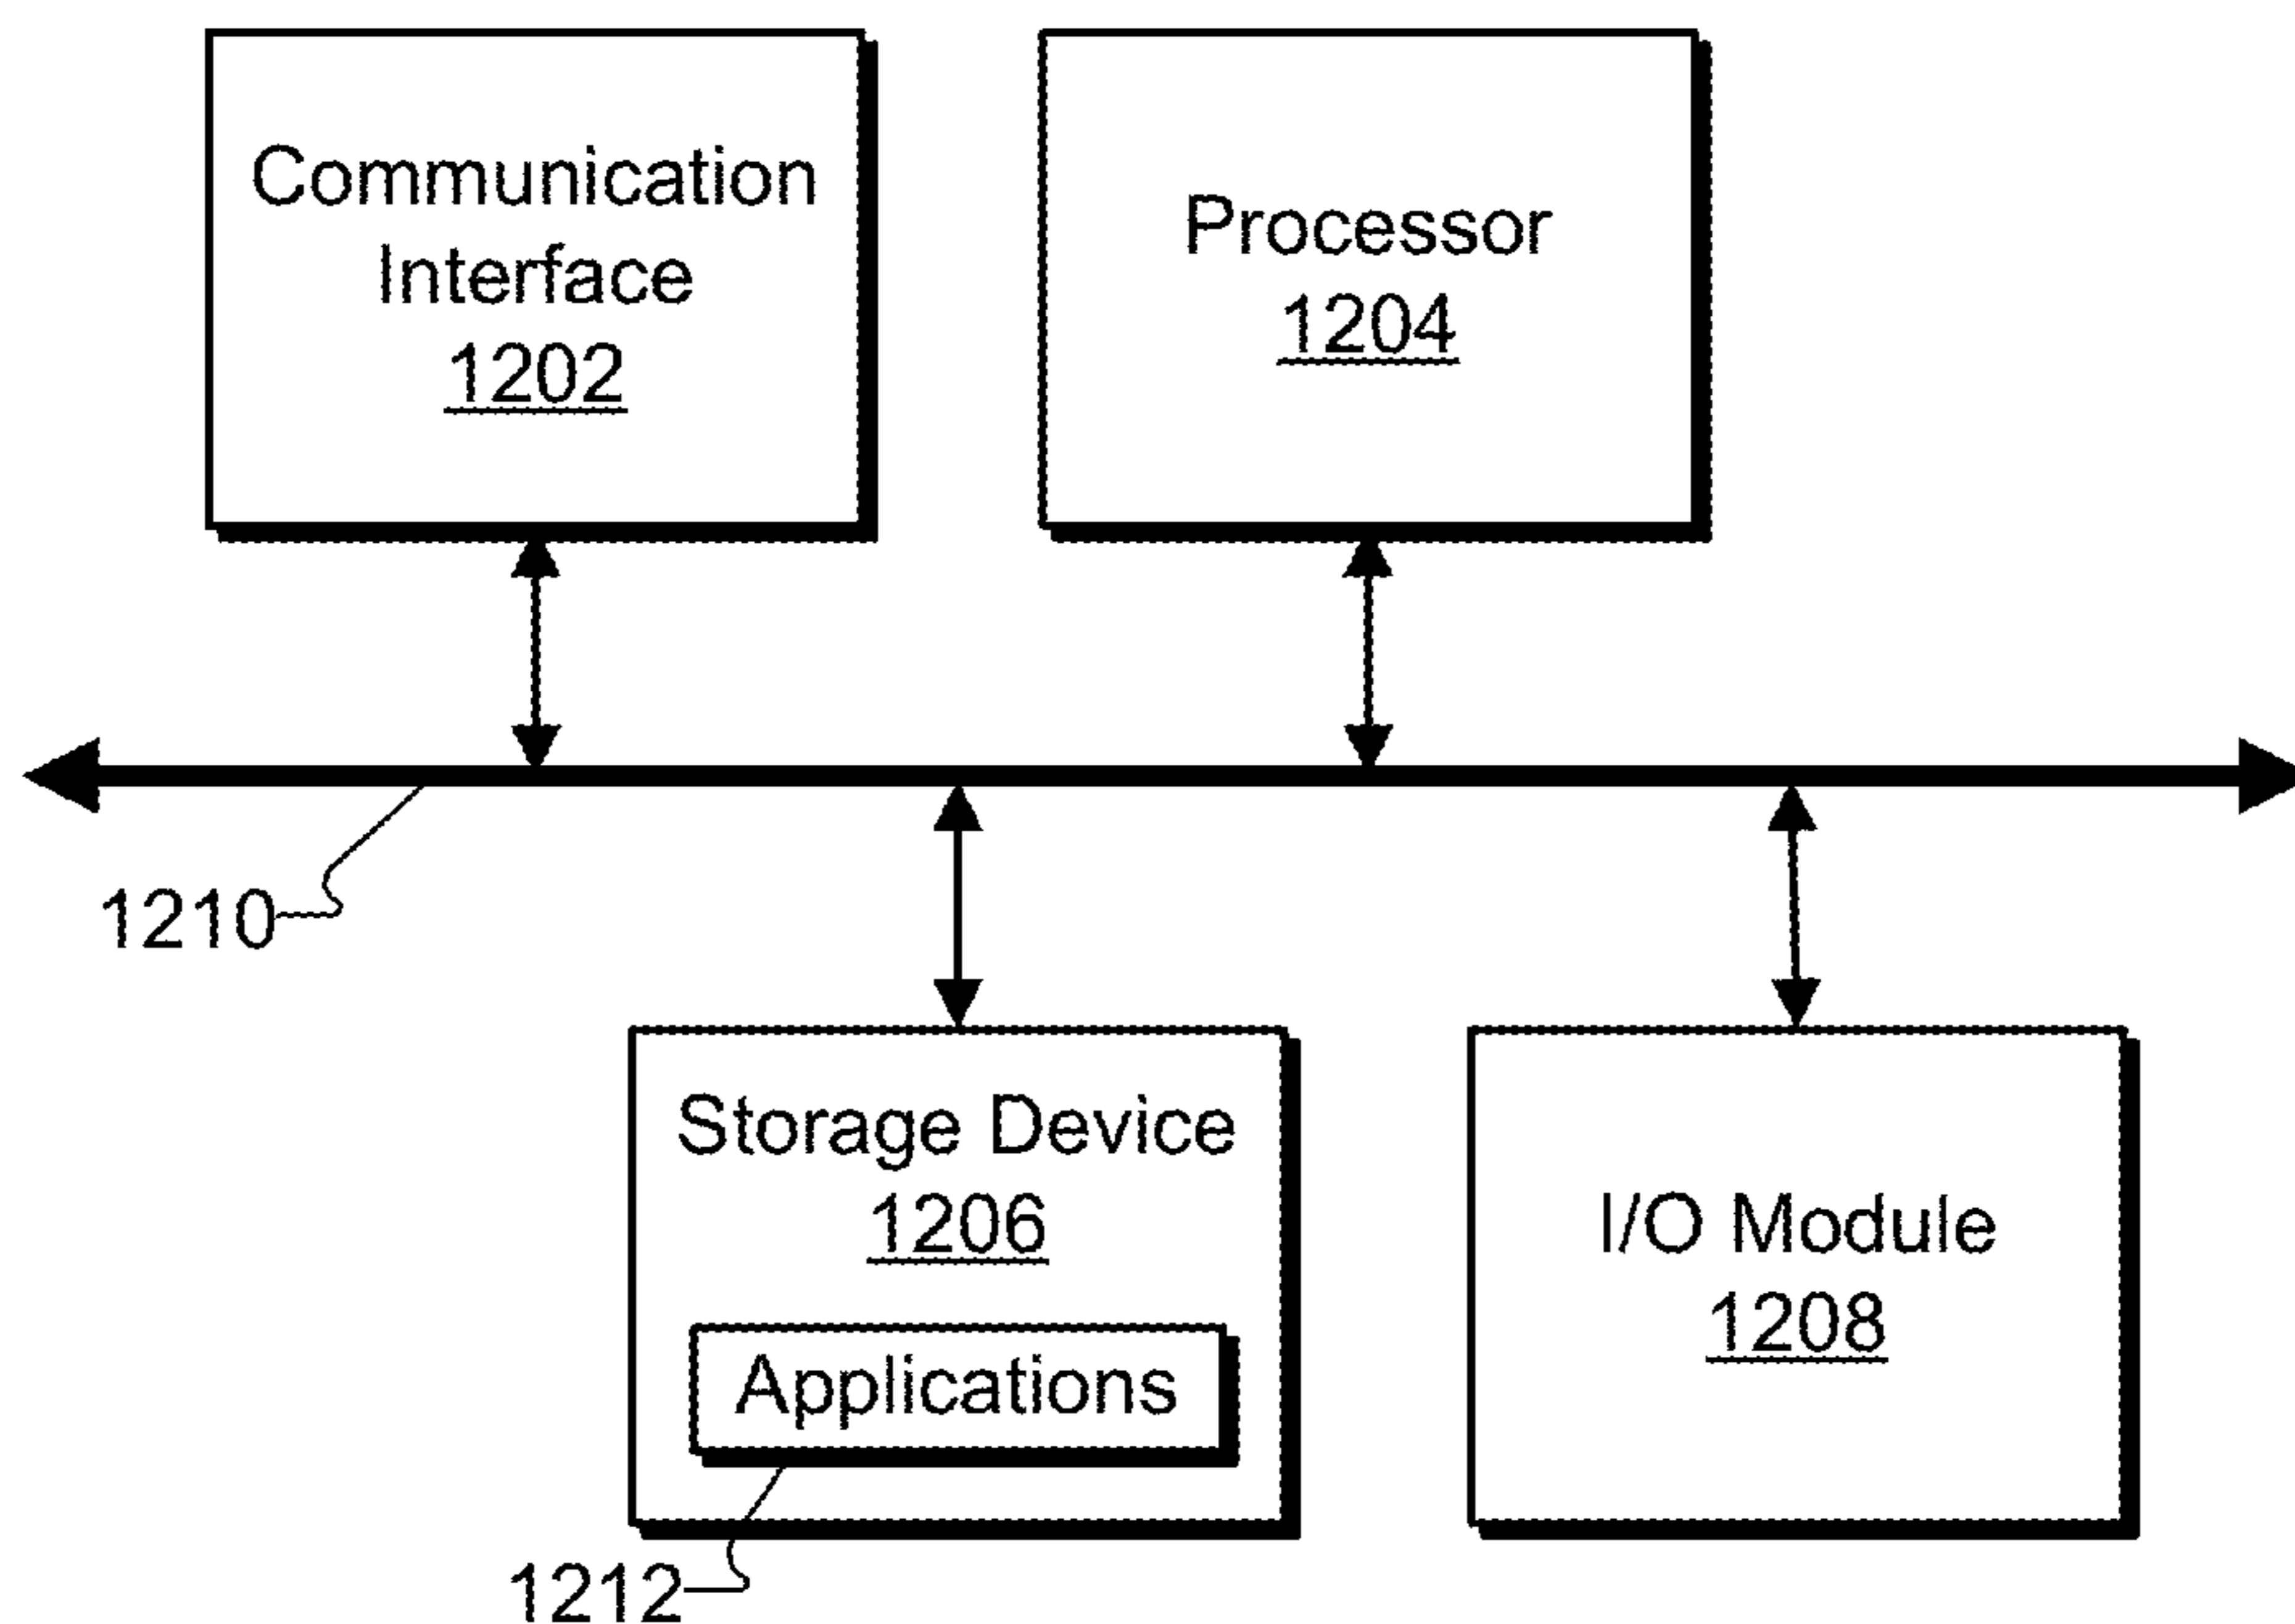 Communication
Interface
1202
Processor
1204
1210
Storage Device
1206
Applications
1212
I/O Module
1208